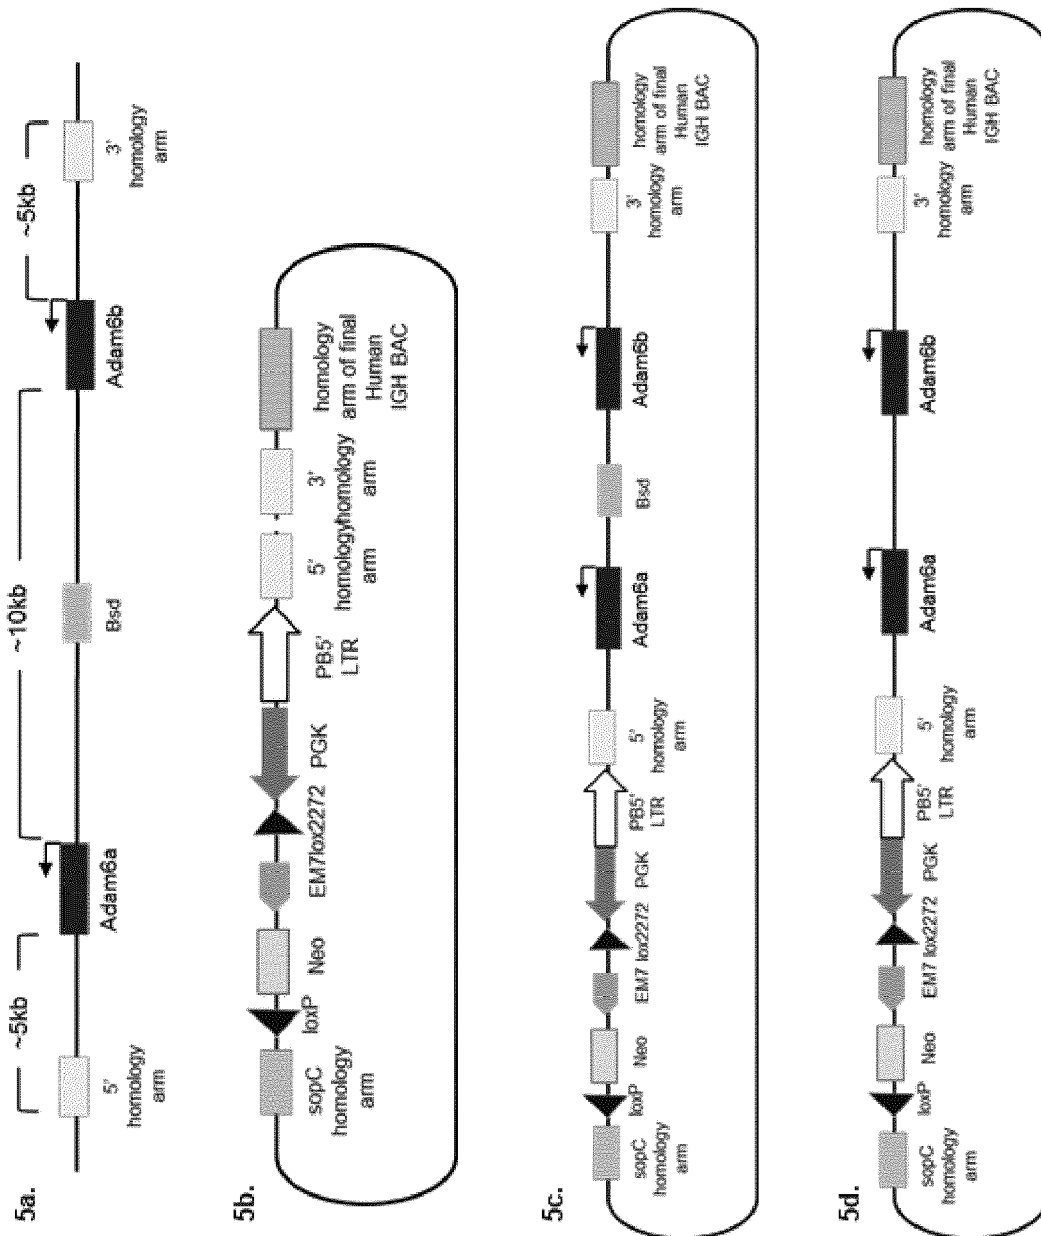 5a.
~5kb
~10kb
~5kb
5'
homology
arm
Adam6a
Bsd
Adam6b
3'
homology
arm
5b.
sopC
homology
arm
loxP
Neo
EM7lox2272
PGK
PB5'
LTR
5'
3'
homologyhomology
arm
arm
homology
arm of final
Human
IGH BAC
5c.
sopC
homology
arm
loxP
Neo
EM7
lox2272
PGK
PB5'
LTR
5'
homology
arm
Adam6a
Bsd
Adam6b
3'
homology
arm
homology
arm of final
Human
IGH BAC
5d.
sopC
homology
arm
loxP
Neo
EM7
lox2272
PGK
PB5'
LTR
5'
homology
arm
Adam6a
Adam6b
3'
homology
arm
homology
arm of final
Human
IGH BAC